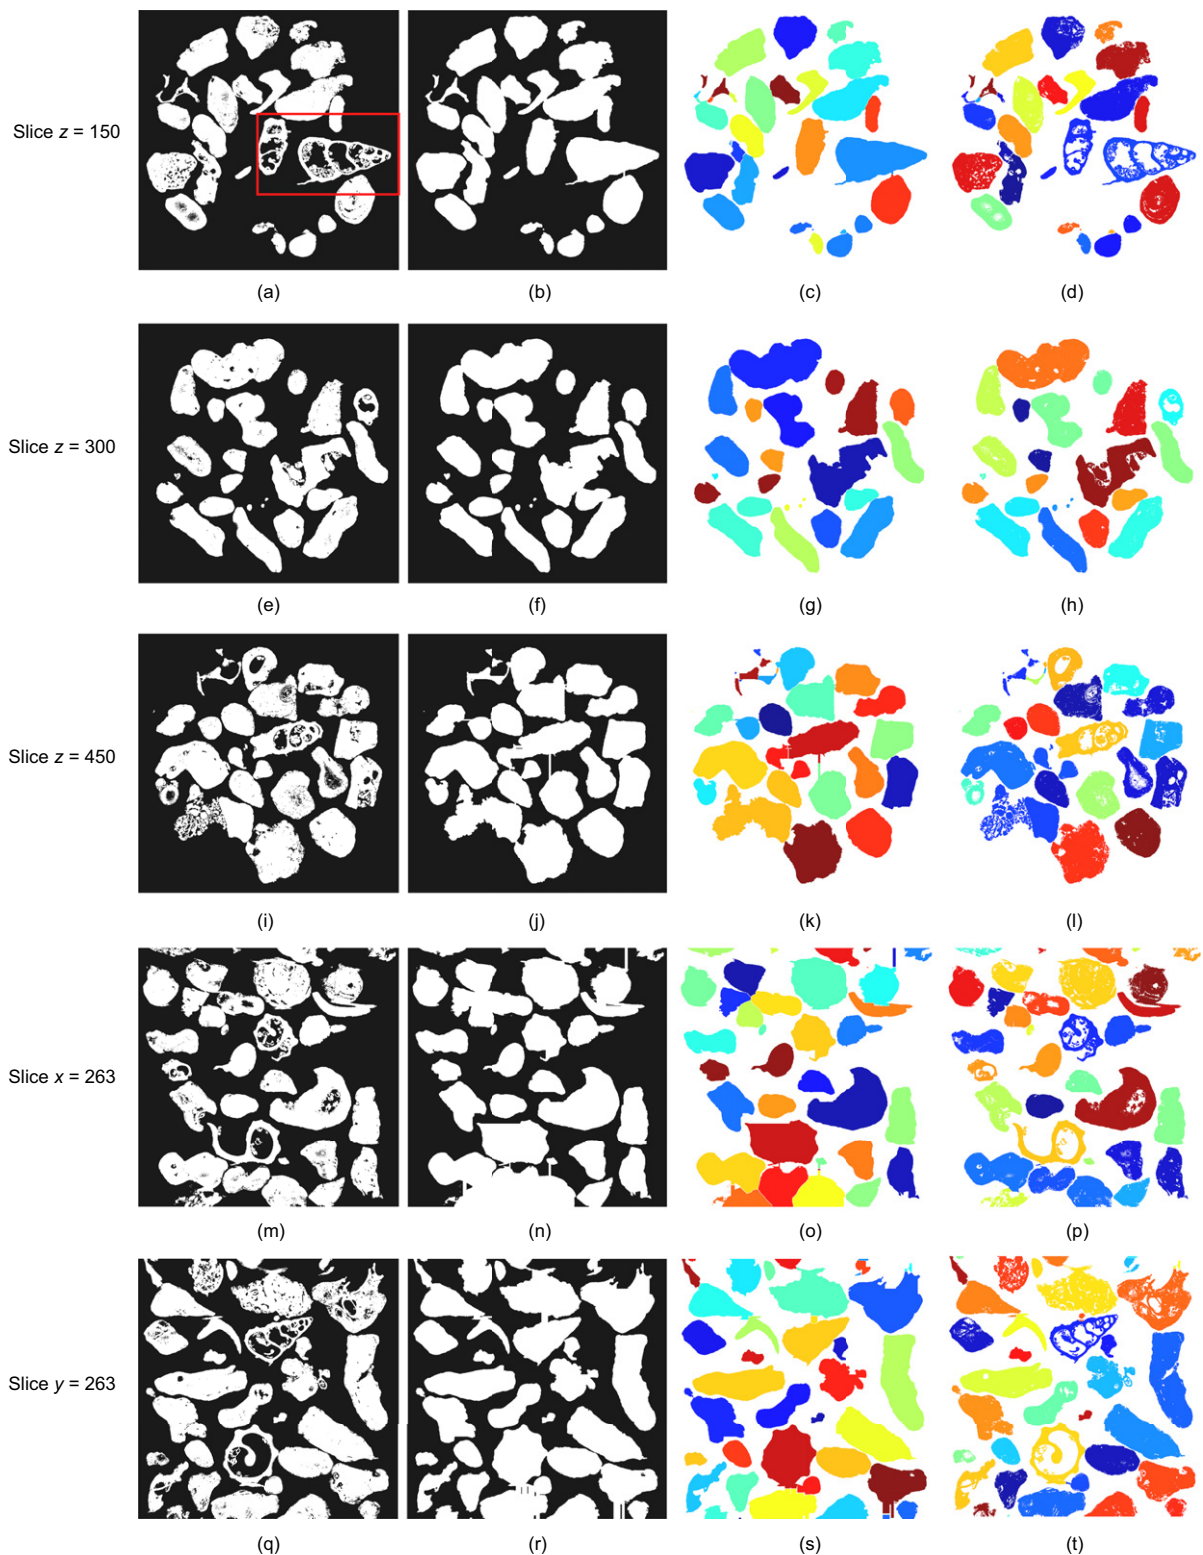 Slice z = 150
(a) (b) (c) (d)
Slice z = 300
(e) (f) (g) (h)
Slice z = 450
(i) (j) (k) (l)
Slice x = 263
(m) (n) (o) (p)
Slice y = 263
(q) (r) (s) (t)